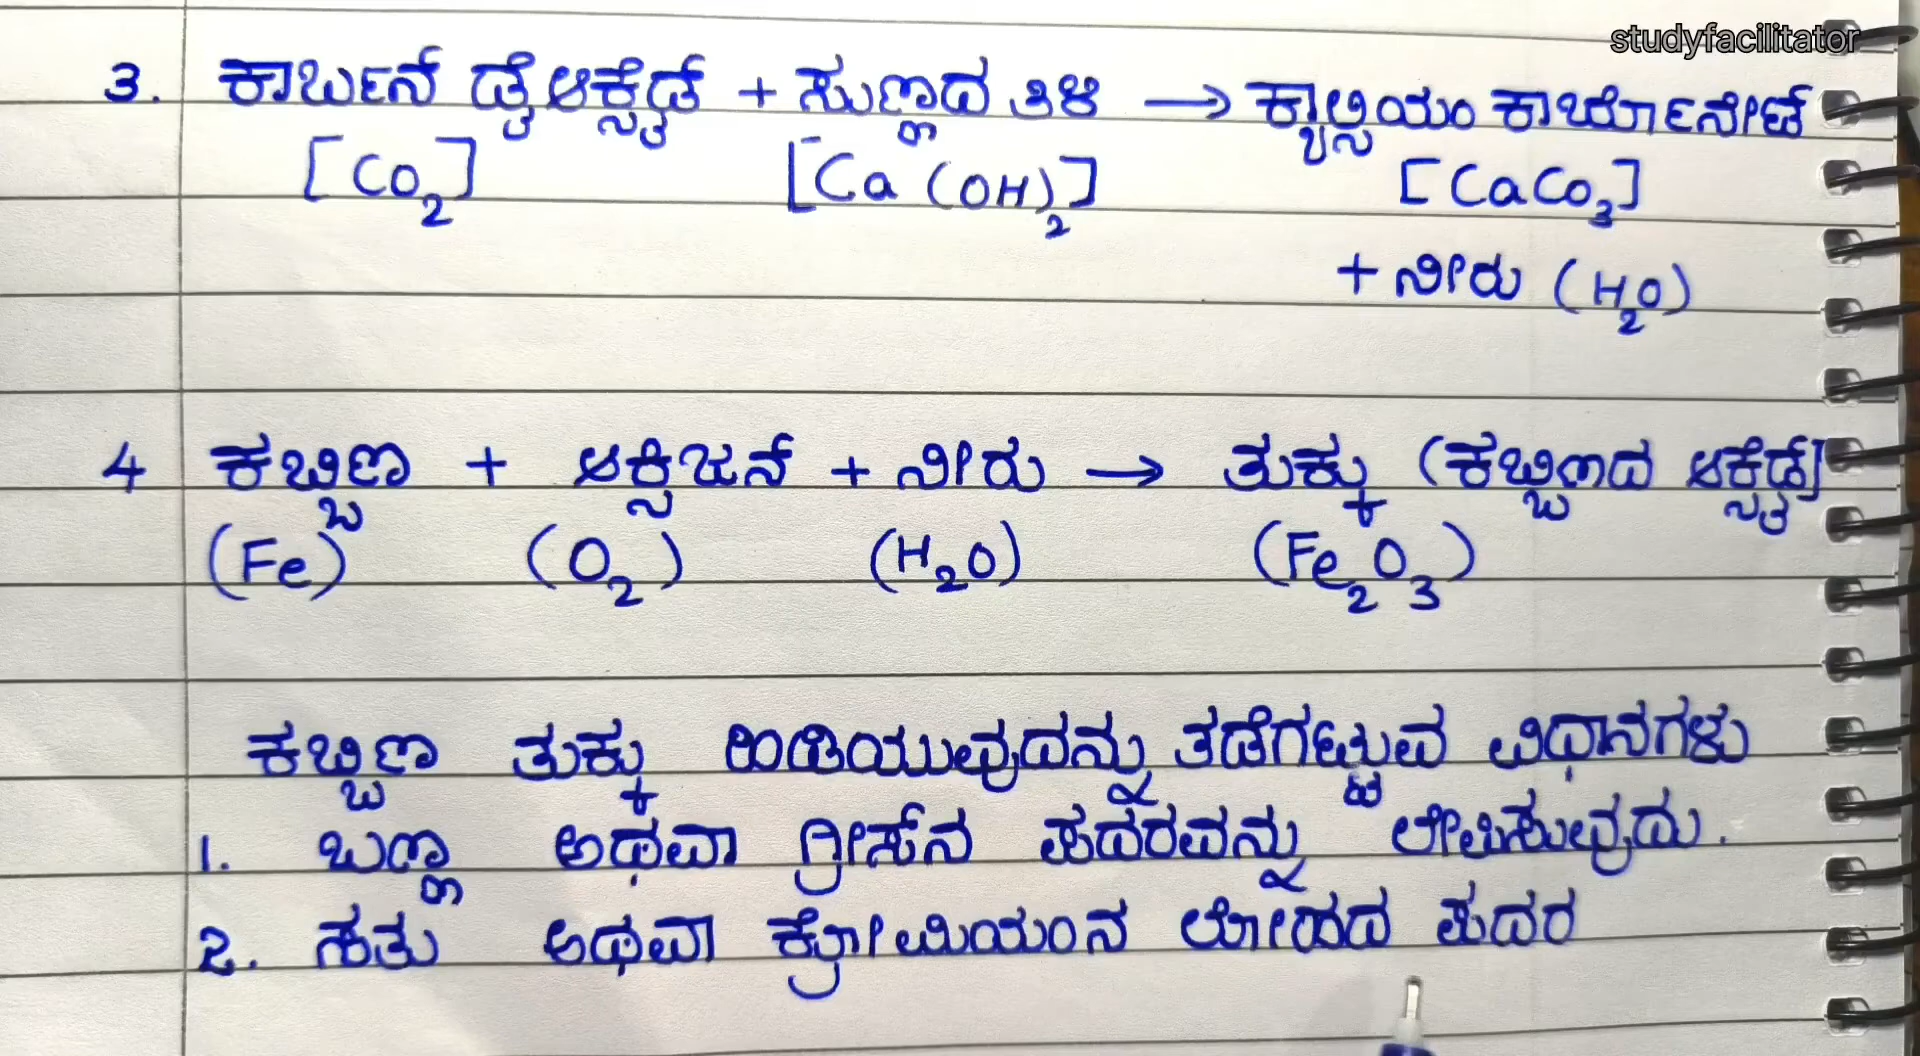 studyfacilitator
3. ಕಾರ್ಬನ್ ಡೈಆಕ್ಸೈಡ್ + ಸುಣ್ಣದ ತಿಳಿ → ಕ್ಯಾಲ್ಸಿಯಂ ಕಾರ್ಬೋನೇಟ್
[CO2] [Ca (OH)2] [CaCo3]
+ ನೀರು (H2O)
4 ಕಬ್ಬಿಣ + ಆಕ್ಸಿಜನ್ + ನೀರು → ತುಕ್ಕು (ಕಬ್ಬಿಣದ ಆಕ್ಸೈಡ್)
(Fe) (O2) (H2O) (Fe2O3)
ಕಬ್ಬಿಣ ತುಕ್ಕು ಹಿಡಿಯುವುದನ್ನು ತಡೆಗಟ್ಟುವ ವಿಧಾನಗಳು
1. ಬಣ್ಣ ಅಥವಾ ಗ್ರೀಸ್‌ನ ಪದರವನ್ನು ಲೇಪಿಸುವುದು.
2. ಸತು ಅಥವಾ ಕ್ರೋಮಿಯಂನ ಲೋಹದ ಪದರ